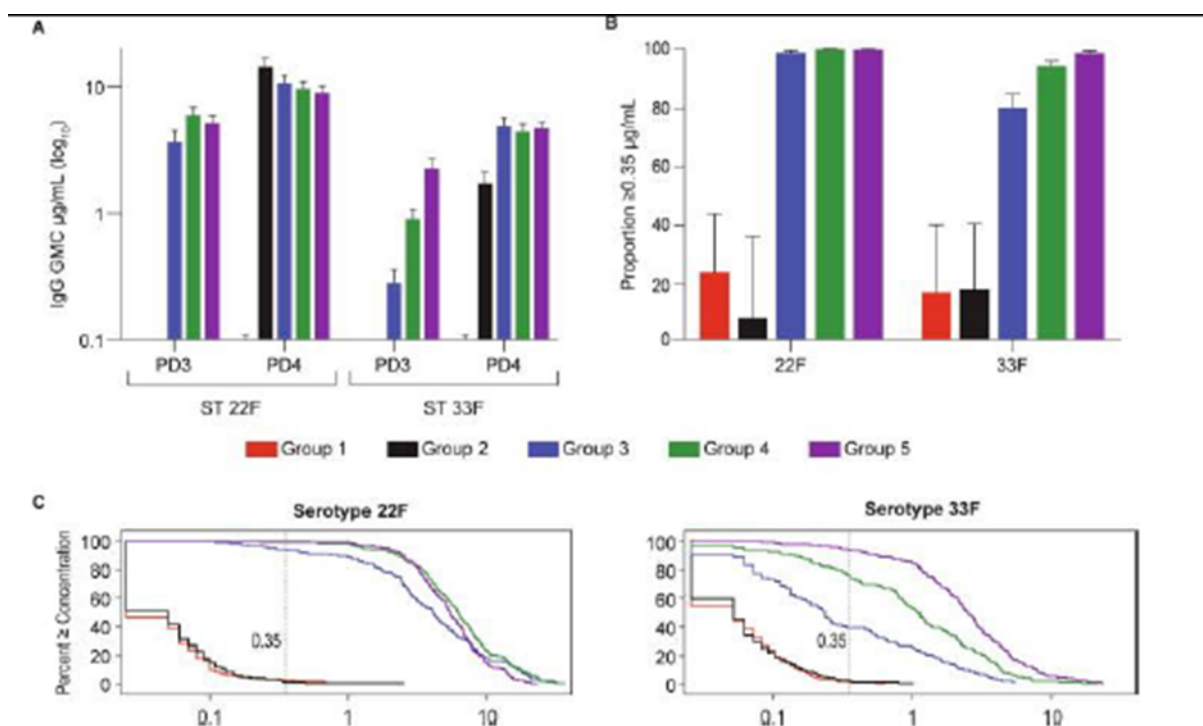 A
B
IgG GMC µg/mL (log10)
10
1
0.1
PD3 PD4 PD3 PD4
ST 22F ST 33F
Proportion ≥0.35 µg/mL
100
80
60
40
20
0
22F 33F
Group 1 Group 2 Group 3 Group 4 Group 5
C
Serotype 22F
Percent ≥ Concentration
100
80
60
40
20
0
0.35
0.1 1 10
Serotype 33F
100
80
60
40
20
0
0.35
0.1 1 10